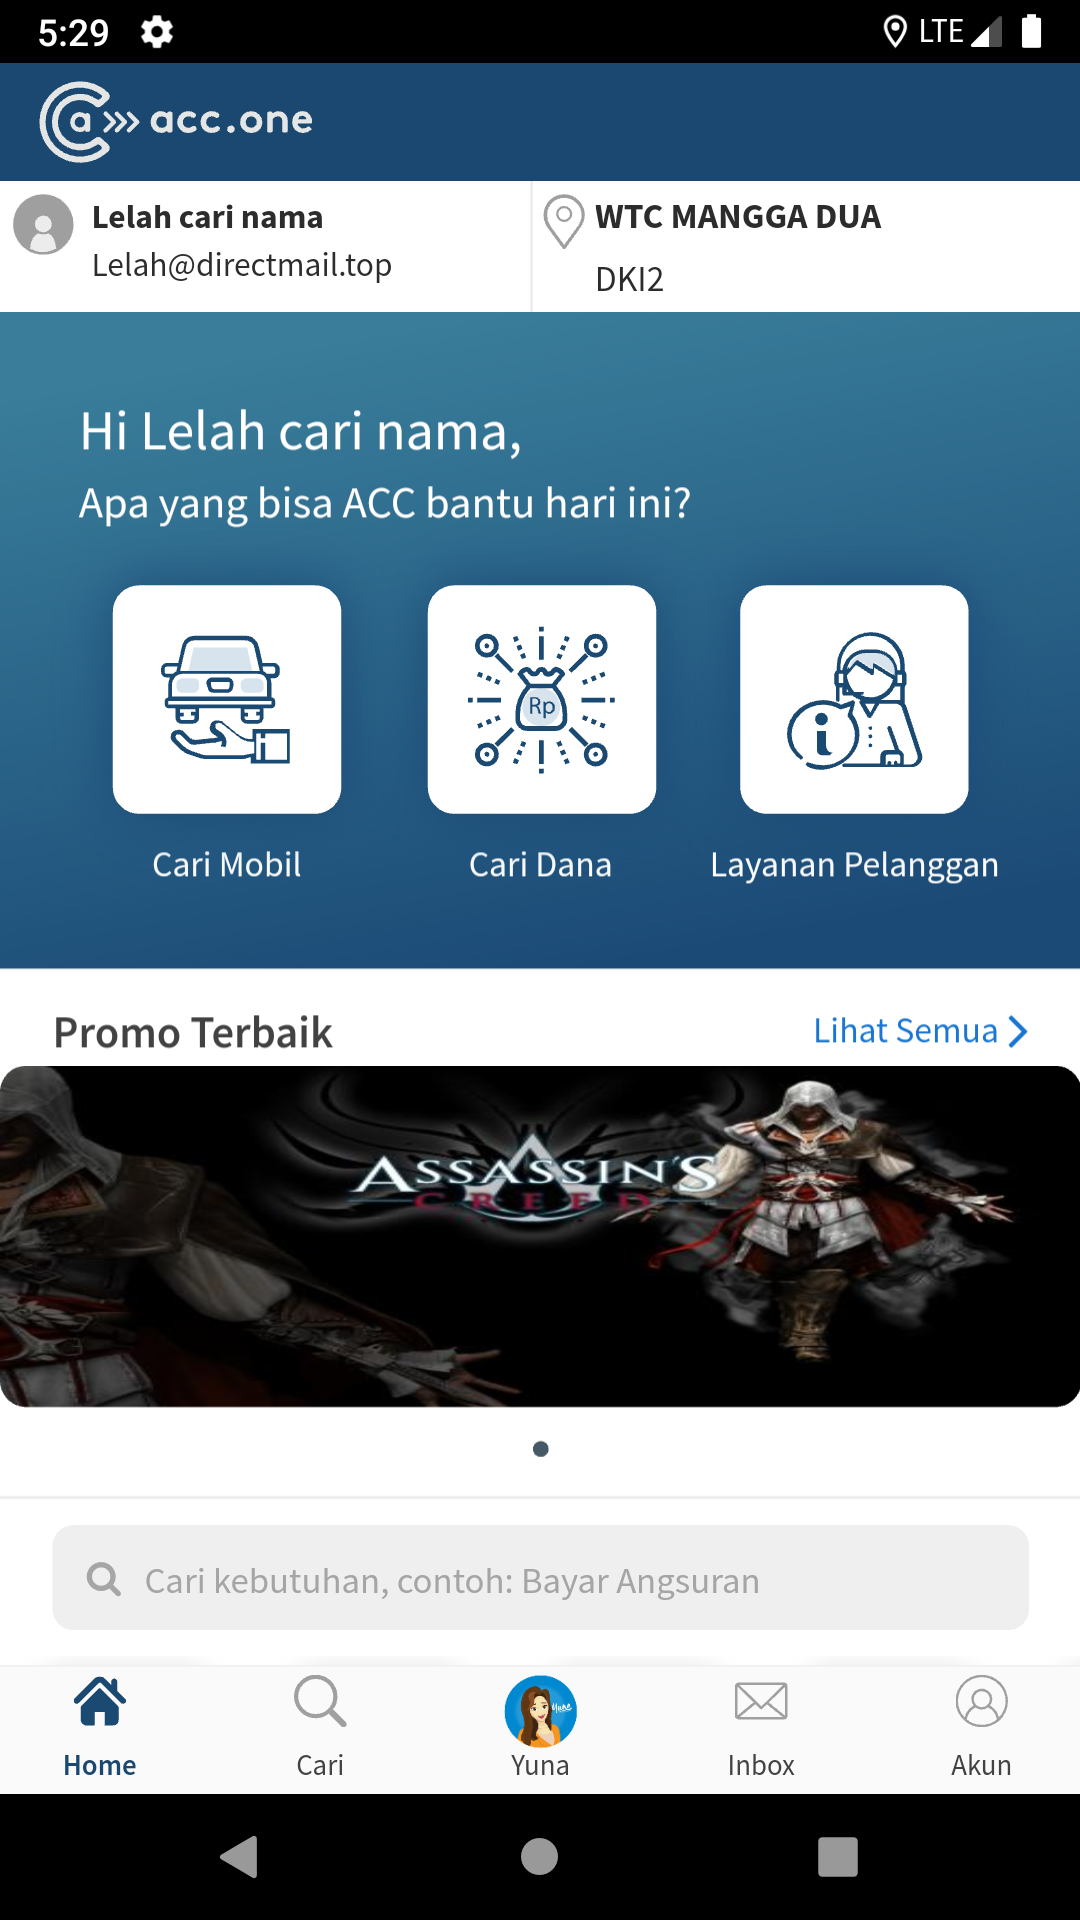 5:29
LTE
acc.one
Lelah cari nama
Lelah@directmail.top
WTC MANGGA DUA
DKI2
Hi Lelah cari nama,
Apa yang bisa ACC bantu hari ini?
Rp
Cari Mobil
Cari Dana
Layanan Pelanggan
Promo Terbaik
Lihat Semua
ASSASSIN'S
CREED
Cari kebutuhan, contoh: Bayar Angsuran
Yuna
Home
Cari
Yuna
Inbox
Akun